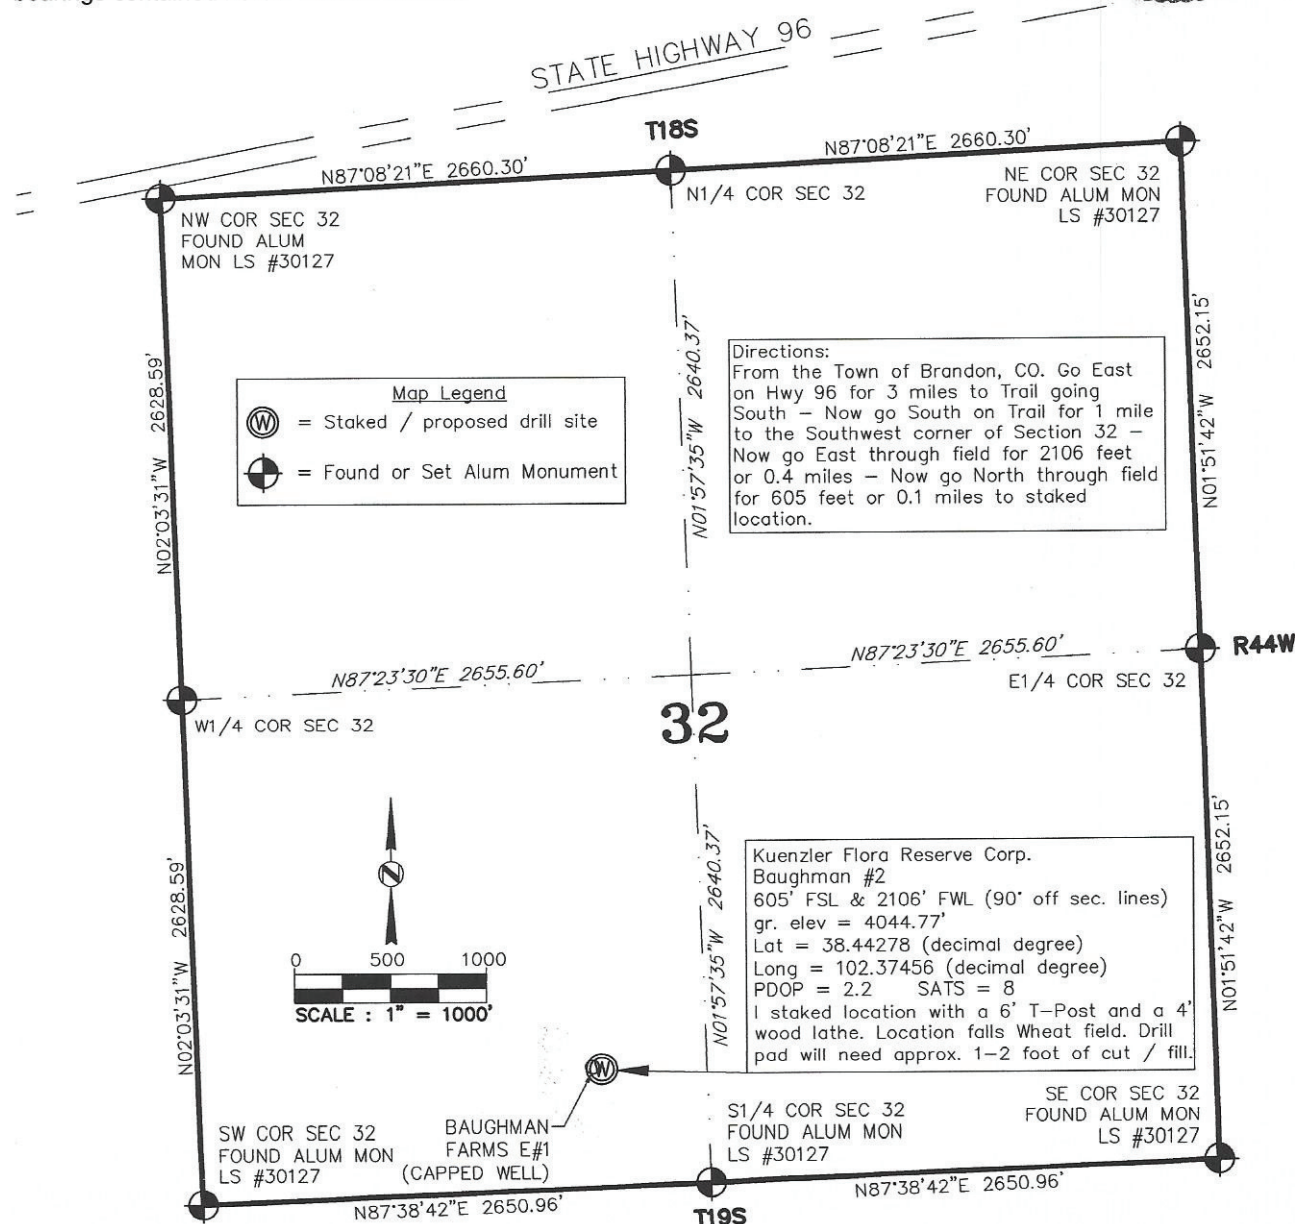 STATE HIGHWAY 96
T18S
N87°08'21"E 2660.30'
N87°08'21"E 2660.30'
NW COR SEC 32
FOUND ALUM
MON LS #30127
N1/4 COR SEC 32
NE COR SEC 32
FOUND ALUM MON
LS #30127
N02°03'31"W 2628.59'
Map Legend
W = Staked / proposed drill site
= Found or Set Alum Monument
N01°57'35"W 2640.37'
Directions:
From the Town of Brandon, CO. Go East
on Hwy 96 for 3 miles to Trail going
South – Now go South on Trail for 1 mile
to the Southwest corner of Section 32 –
Now go East through field for 2106 feet
or 0.4 miles – Now go North through field
for 605 feet or 0.1 miles to staked
location.
N01°51'42"W 2652.15'
N87°23'30"E 2655.60'
N87°23'30"E 2655.60'
R44W
W1/4 COR SEC 32
E1/4 COR SEC 32
32
N02°03'31"W 2628.59'
N
0 500 1000
SCALE : 1" = 1000'
N01°57'35"W 2640.37'
Kuenzler Flora Reserve Corp.
Baughman #2
605' FSL & 2106' FWL (90° off sec. lines)
gr. elev = 4044.77'
Lat = 38.44278 (decimal degree)
Long = 102.37456 (decimal degree)
PDOP = 2.2 SATS = 8
I staked location with a 6' T-Post and a 4'
wood lathe. Location falls Wheat field. Drill
pad will need approx. 1-2 foot of cut / fill.
N01°51'42"W 2652.15'
W
BAUGHMAN
FARMS E#1
(CAPPED WELL)
SW COR SEC 32
FOUND ALUM MON
LS #30127
S1/4 COR SEC 32
FOUND ALUM MON
LS #30127
SE COR SEC 32
FOUND ALUM MON
LS #30127
N87°38'42"E 2650.96'
N87°38'42"E 2650.96'
T19S